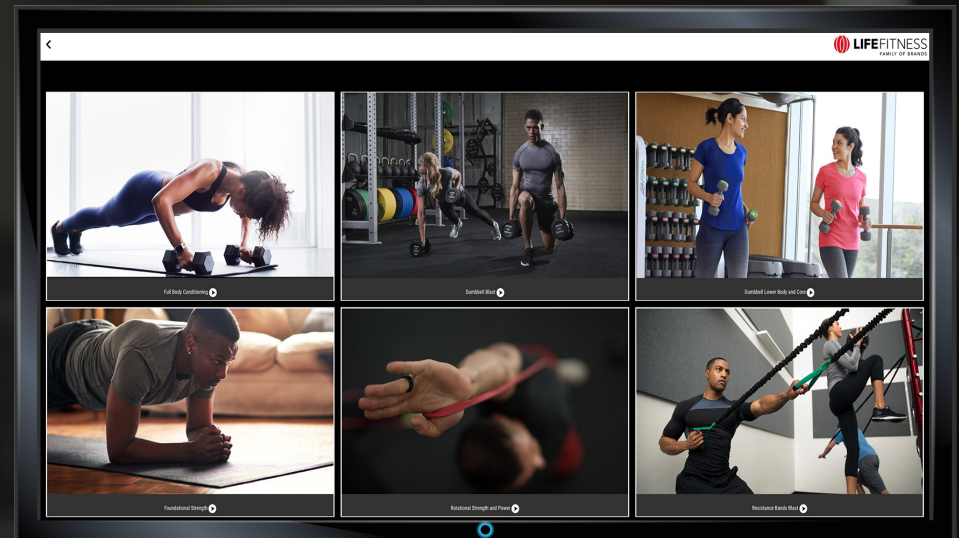 LIFEFITNESS
FAMILY OF BRANDS
Full Body Conditioning
Dumbbell Blast
Dumbbell Lower Body and Core
Foundational Strength
Rotational Strength and Power
Resistance Bands Blast